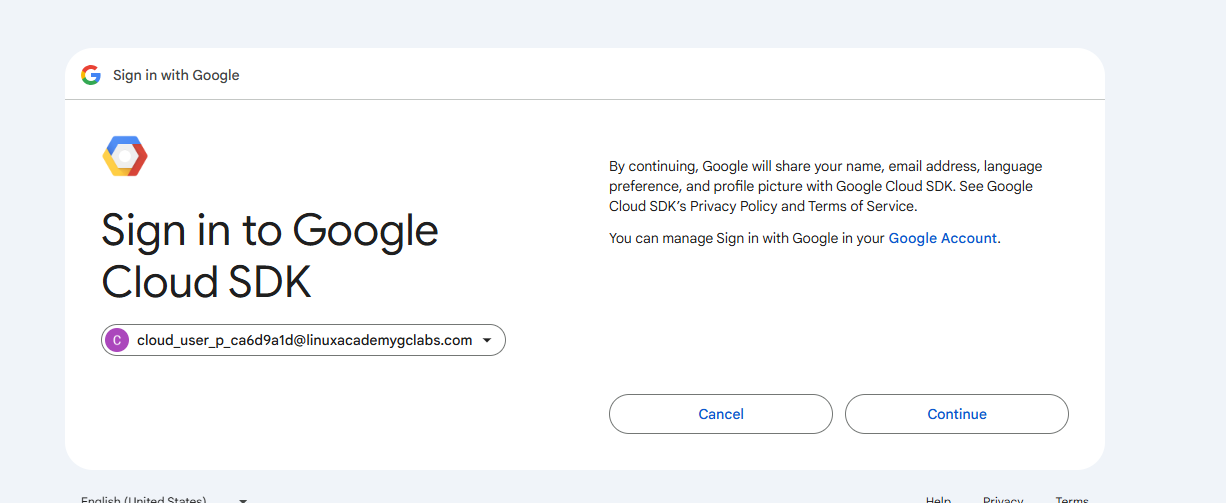 Sign in with Google
Sign in to Google
Cloud SDK
C
cloud_user_p_ca6d9a1d@linuxacademygclabs.com
By continuing, Google will share your name, email address, language
preference, and profile picture with Google Cloud SDK. See Google
Cloud SDK’s Privacy Policy and Terms of Service.
You can manage Sign in with Google in your Google Account.
Cancel
Continue
English (United States)
Help
Privacy
Terms